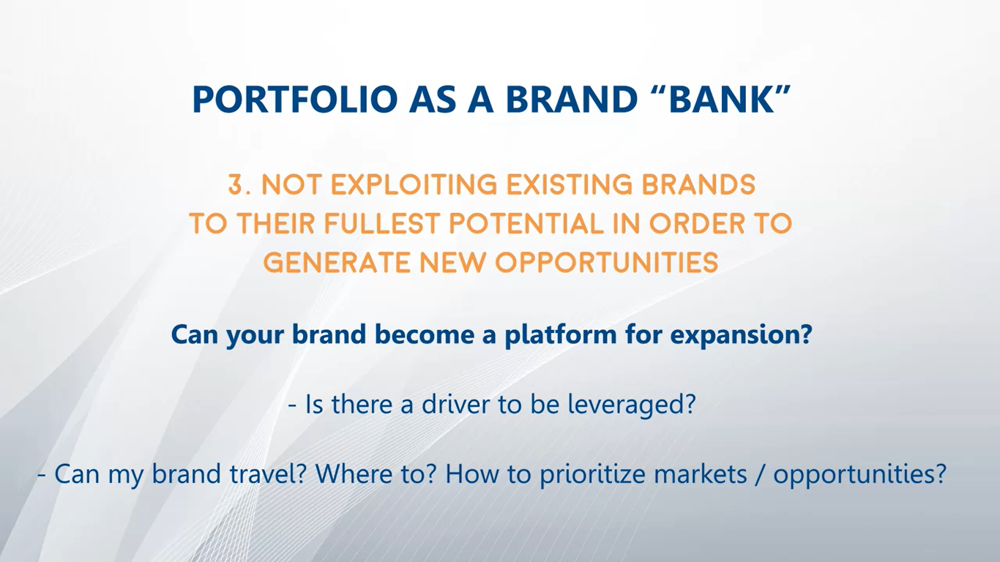 PORTFOLIO AS A BRAND “BANK”
3. NOT EXPLOITING EXISTING BRANDS
TO THEIR FULLEST POTENTIAL IN ORDER TO
GENERATE NEW OPPORTUNITIES
Can your brand become a platform for expansion?
- Is there a driver to be leveraged?
- Can my brand travel? Where to? How to prioritize markets / opportunities?